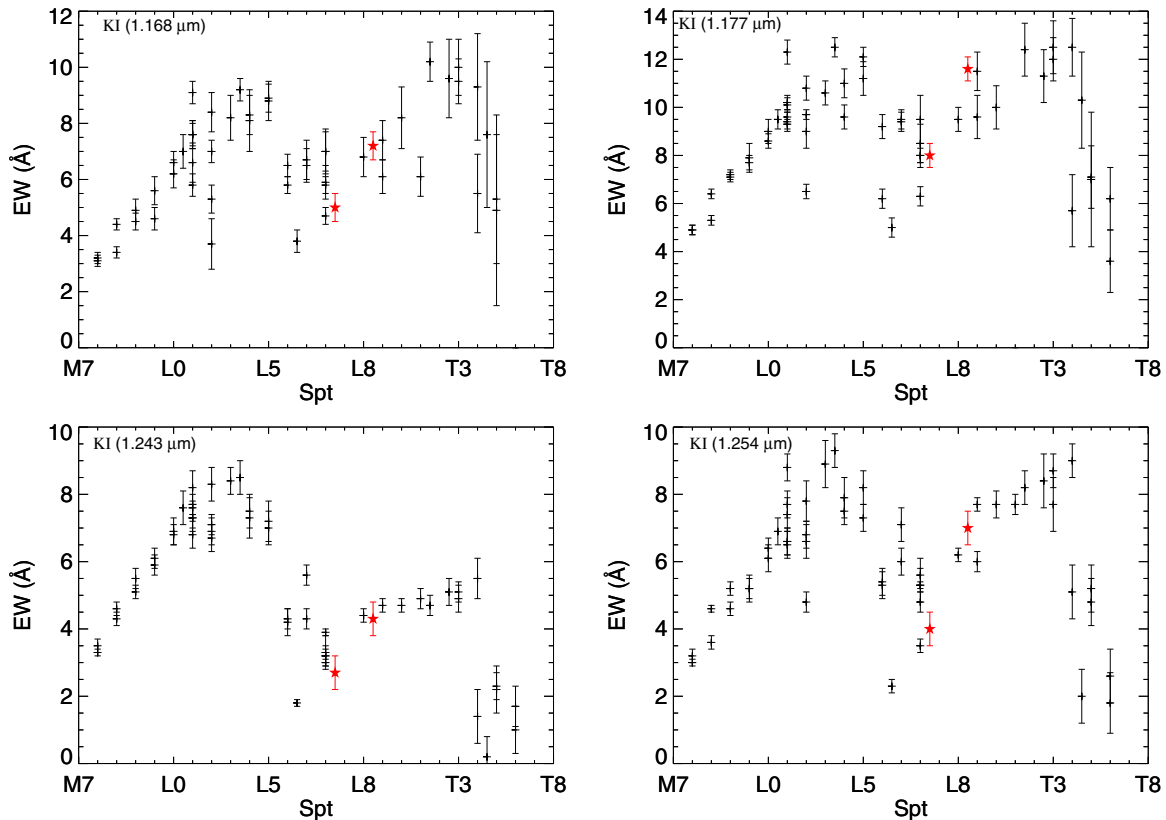 KI (1.168 μm)
12
10
8
6
4
2
0
EW (Å)
M7 L0 L5 L8 T3 T8
Spt
KI (1.177 μm)
14
12
10
8
6
4
2
0
EW (Å)
M7 L0 L5 L8 T3 T8
Spt
KI (1.243 μm)
10
8
6
4
2
0
EW (Å)
M7 L0 L5 L8 T3 T8
Spt
KI (1.254 μm)
10
8
6
4
2
0
EW (Å)
M7 L0 L5 L8 T3 T8
Spt